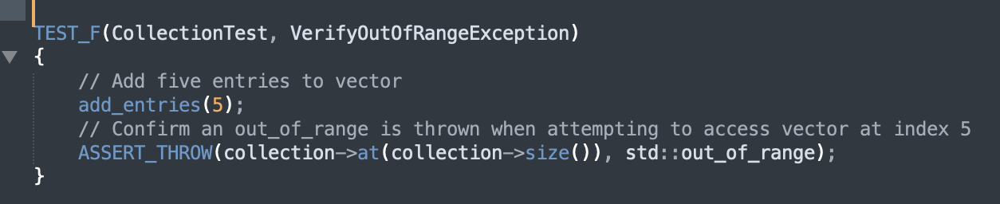 TEST_F(CollectionTest, VerifyOutOfRangeException)
{
    // Add five entries to vector
    add_entries(5);
    // Confirm an out_of_range is thrown when attempting to access vector at index 5
    ASSERT_THROW(collection->at(collection->size()), std::out_of_range);
}